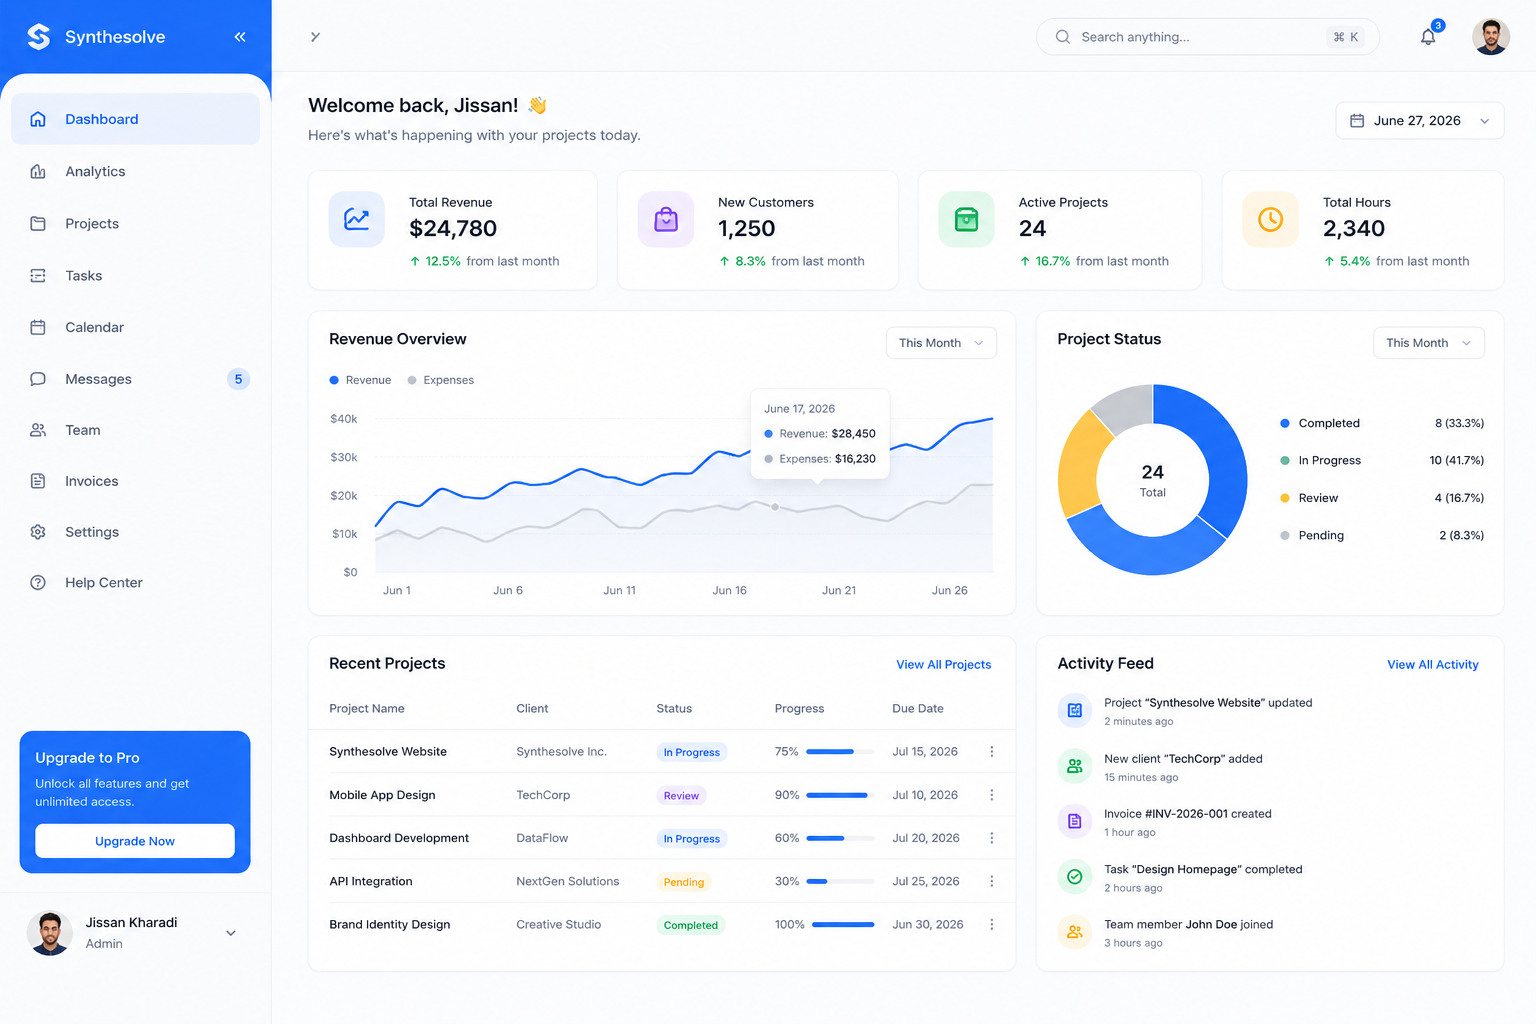 Synthesolve
Dashboard
Analytics
Projects
Tasks
Calendar
Messages 5
Team
Invoices
Settings
Help Center
Upgrade to Pro
Unlock all features and get
unlimited access.
Upgrade Now
Jissan Kharadi
Admin
Search anything... ⌘ K
3
Welcome back, Jissan! 👋
Here's what's happening with your projects today.
June 27, 2026
Total Revenue
$24,780
↑ 12.5% from last month
New Customers
1,250
↑ 8.3% from last month
Active Projects
24
↑ 16.7% from last month
Total Hours
2,340
↑ 5.4% from last month
Revenue Overview
This Month
Revenue Expenses
$40k
$30k
$20k
$10k
$0
June 17, 2026
Revenue: $28,450
Expenses: $16,230
Jun 1 Jun 6 Jun 11 Jun 16 Jun 21 Jun 26
Project Status
This Month
24
Total
Completed 8 (33.3%)
In Progress 10 (41.7%)
Review 4 (16.7%)
Pending 2 (8.3%)
Recent Projects
View All Projects
Project Name Client Status Progress Due Date
Synthesolve Website Synthesolve Inc. In Progress 75% Jul 15, 2026
Mobile App Design TechCorp Review 90% Jul 10, 2026
Dashboard Development DataFlow In Progress 60% Jul 20, 2026
API Integration NextGen Solutions Pending 30% Jul 25, 2026
Brand Identity Design Creative Studio Completed 100% Jun 30, 2026
Activity Feed
View All Activity
Project “Synthesolve Website” updated
2 minutes ago
New client “TechCorp” added
15 minutes ago
Invoice #INV-2026-001 created
1 hour ago
Task "Design Homepage" completed
2 hours ago
Team member John Doe joined
3 hours ago